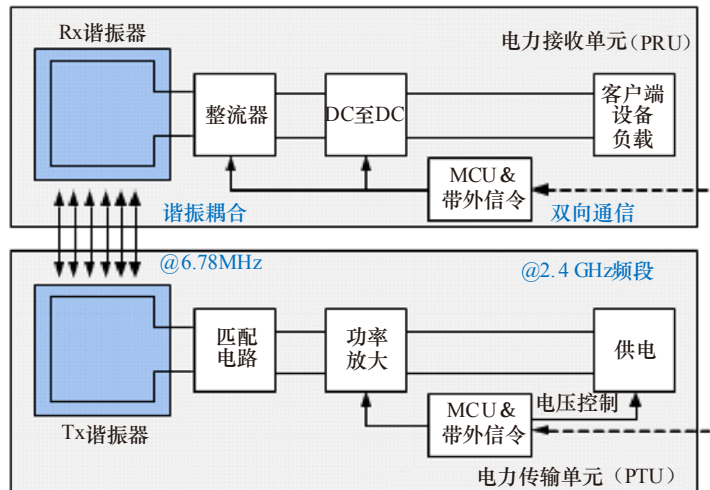 Rx谐振器
电力接收单元(PRU)
整流器
DC至DC
客户端
设备
负载
MCU &
带外信令
谐振耦合
双向通信
@6.78MHz
@2.4 GHz频段
匹配
电路
功率
放大
供电
电压控制
MCU &
带外信令
Tx谐振器
电力传输单元（PTU）